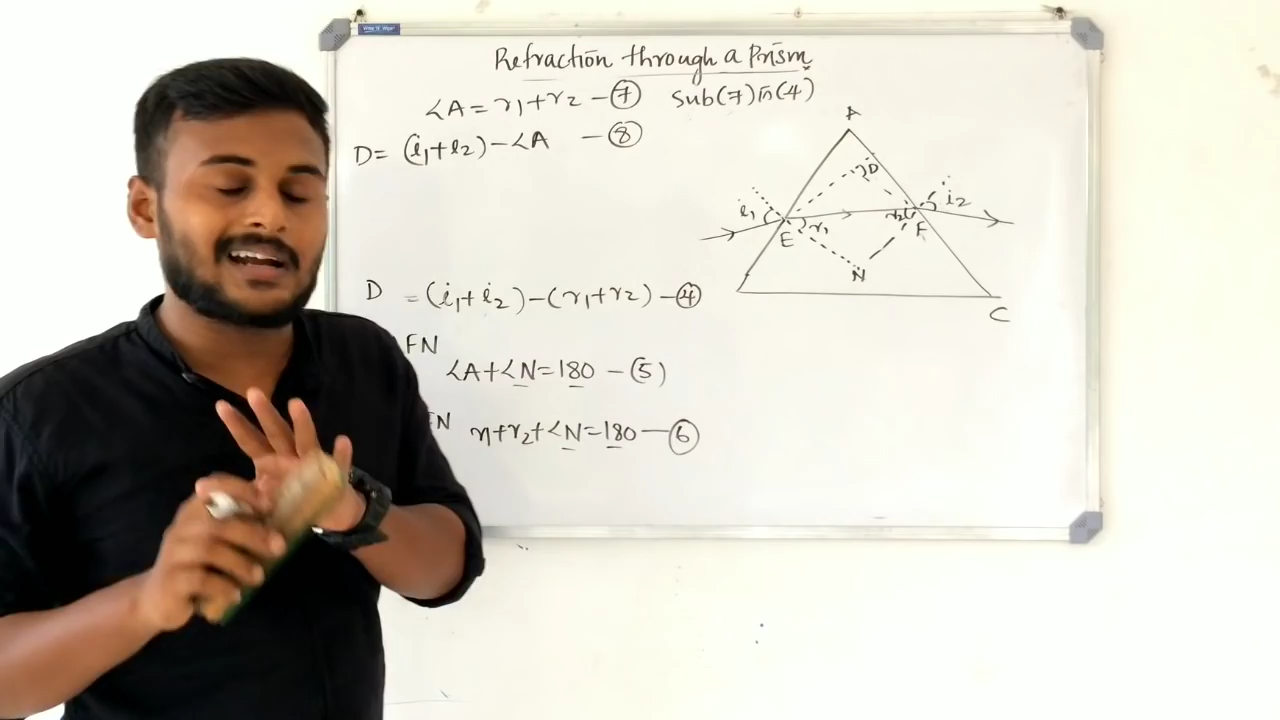 Refraction through a Prism
<A = r1 + r2 - 7 sub(7) in (4)
D = (i1 + i2) - <A - 8
D = (i1 + i2) - (r1 + r2) - 4
FN
<A + <N = 180 - (5)
FN r1 + r2 + <N = 180 - 6
A
D
i1
i2
r1
r2
E
F
N
C